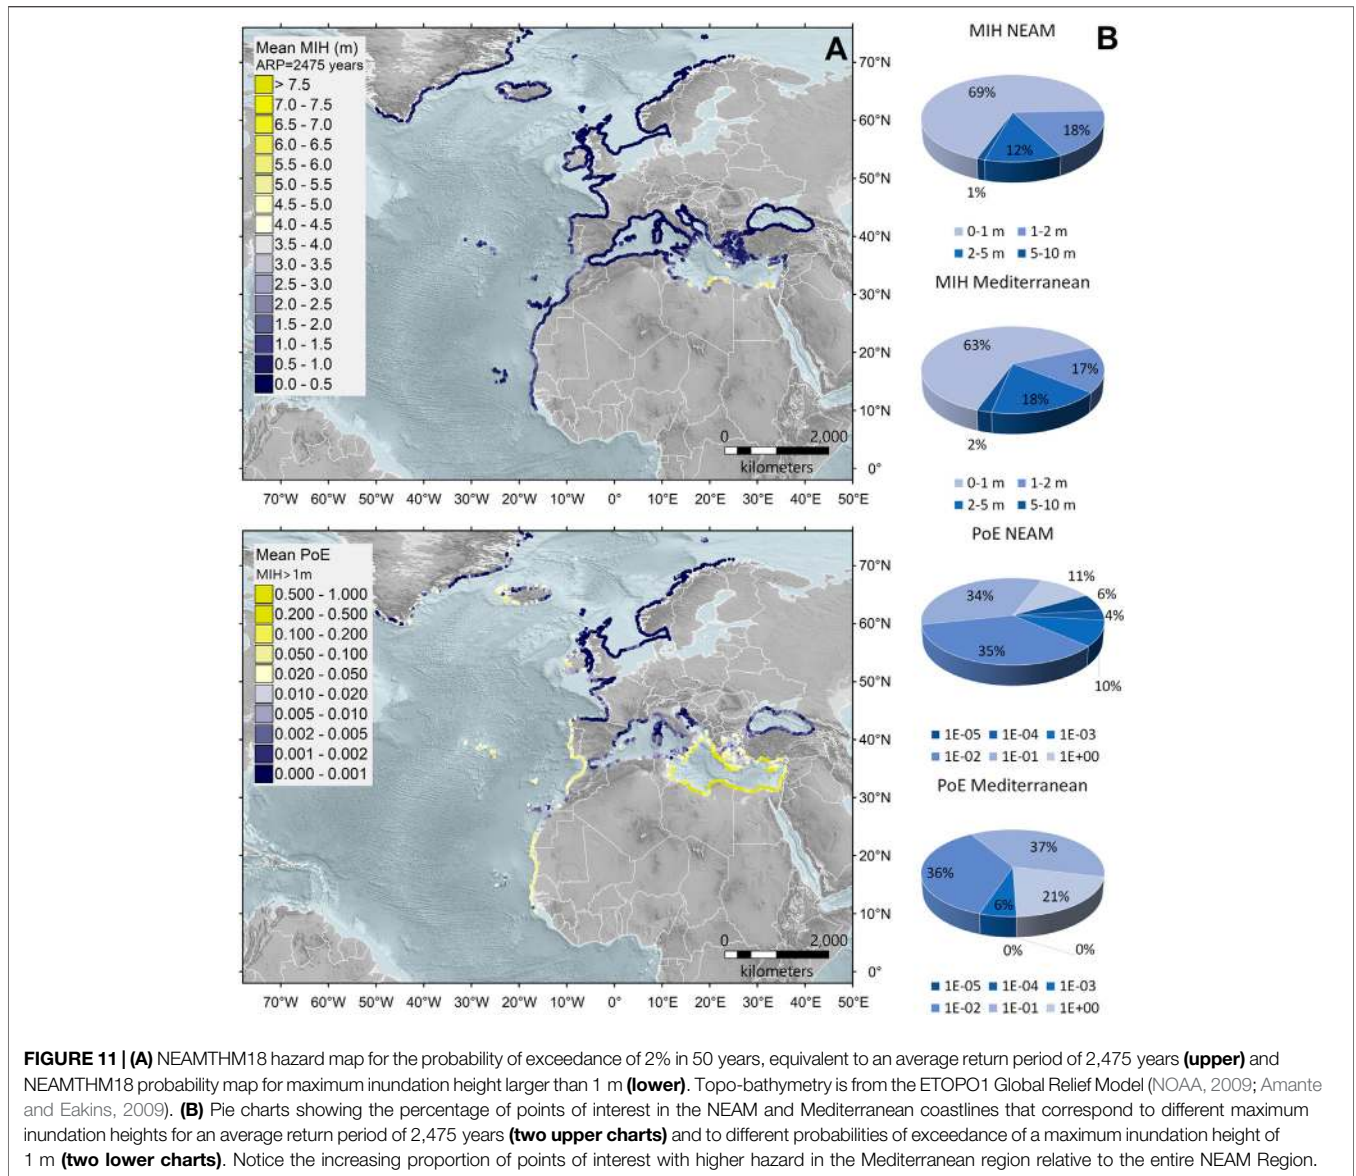 A
Mean MIH (m)
ARP=2475 years
> 7.5
7.0 - 7.5
6.5 - 7.0
6.0 - 6.5
5.5 - 6.0
5.0 - 5.5
4.5 - 5.0
4.0 - 4.5
3.5 - 4.0
3.0 - 3.5
2.5 - 3.0
2.0 - 2.5
1.5 - 2.0
1.0 - 1.5
0.5 - 1.0
0.0 - 0.5
70°N
60°N
50°N
40°N
30°N
20°N
10°N
0°
0 2,000
kilometers
70°W 60°W 50°W 40°W 30°W 20°W 10°W 0° 10°E 20°E 30°E 40°E 50°E
Mean PoE
MIH> 1m
0.500 - 1.000
0.200 - 0.500
0.100 - 0.200
0.050 - 0.100
0.020 - 0.050
0.010 - 0.020
0.005 - 0.010
0.002 - 0.005
0.001 - 0.002
0.000 - 0.001
70°N
60°N
50°N
40°N
30°N
20°N
10°N
0°
0 2,000
kilometers
70°W 60°W 50°W 40°W 30°W 20°W 10°W 0° 10°E 20°E 30°E 40°E 50°E
B
MIH NEAM
69%
18%
12%
1%
0-1 m 1-2 m
2-5 m 5-10 m
MIH Mediterranean
63%
17%
18%
2%
0-1 m 1-2 m
2-5 m 5-10 m
PoE NEAM
11%
34%
6%
4%
35%
10%
1E-05 1E-04 1E-03
1E-02 1E-01 1E+00
PoE Mediterranean
37%
36%
21%
6%
0% 0%
1E-05 1E-04 1E-03
1E-02 1E-01 1E+00
FIGURE 11 | (A) NEAMTHM18 hazard map for the probability of exceedance of 2% in 50 years, equivalent to an average return period of 2,475 years (upper) and
NEAMTHM18 probability map for maximum inundation height larger than 1 m (lower). Topo-bathymetry is from the ETOPO1 Global Relief Model (NOAA, 2009; Amante
and Eakins, 2009). (B) Pie charts showing the percentage of points of interest in the NEAM and Mediterranean coastlines that correspond to different maximum
inundation heights for an average return period of 2,475 years (two upper charts) and to different probabilities of exceedance of a maximum inundation height of
1 m (two lower charts). Notice the increasing proportion of points of interest with higher hazard in the Mediterranean region relative to the entire NEAM Region.